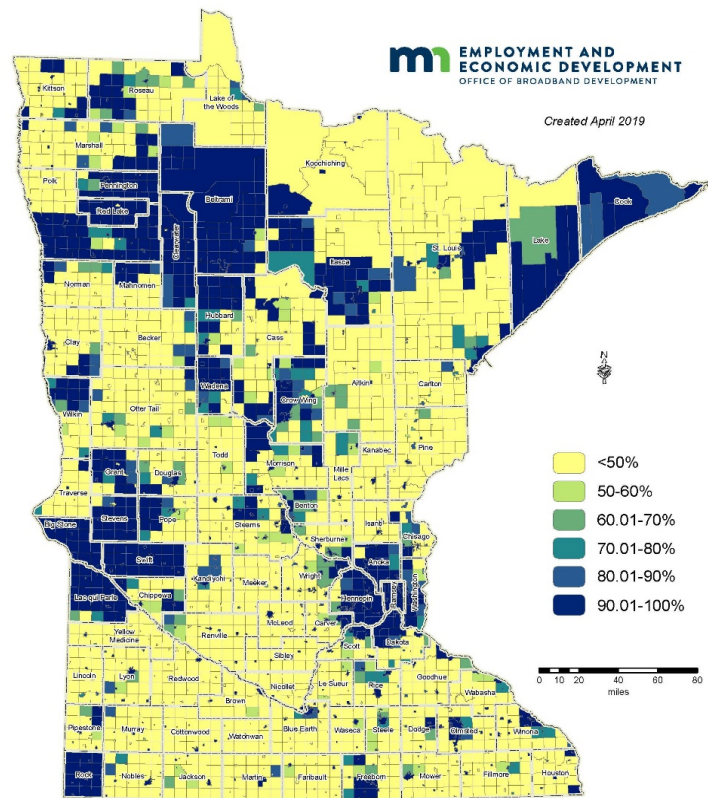 mn EMPLOYMENT AND
ECONOMIC DEVELOPMENT
OFFICE OF BROADBAND DEVELOPMENT
Created April 2019
Kittson
Roseau
Lake of
the Woods
Marshall
Koochiching
Polk
Pennington
Beltrami
Cook
Red Lake
Clearwater
Lake
St. Louis
Itasca
Norman
Mahnomen
Hubbard
Cass
Clay
Becker
N
Wadena
Aitkin
Carlton
Crow Wing
Wilkin
Otter Tail
Pine
Todd
Kanabec
Morrison
Mille
Lacs
Grant
Douglas
Benton
Traverse
Stevens
Pope
Stearns
Isanti
Big Stone
Chisago
Sherburne
Swift
Anoka
Kandiyohi
Meeker
Wright
Hennepin
Ramsey
Washington
Lac qui Parle
Chippewa
McLeod
Carver
Yellow
Medicine
Renville
Scott
Dakota
Sibley
Lincoln
Lyon
Redwood
Nicollet
Le Sueur
Rice
Goodhue
Wabasha
Brown
Pipestone
Murray
Cottonwood
Watonwan
Blue Earth
Waseca
Steele
Dodge
Olmsted
Winona
Rock
Nobles
Jackson
Martin
Faribault
Freeborn
Mower
Fillmore
Houston
<50%
50-60%
60.01-70%
70.01-80%
80.01-90%
90.01-100%
0 10 20 40 60 80
miles